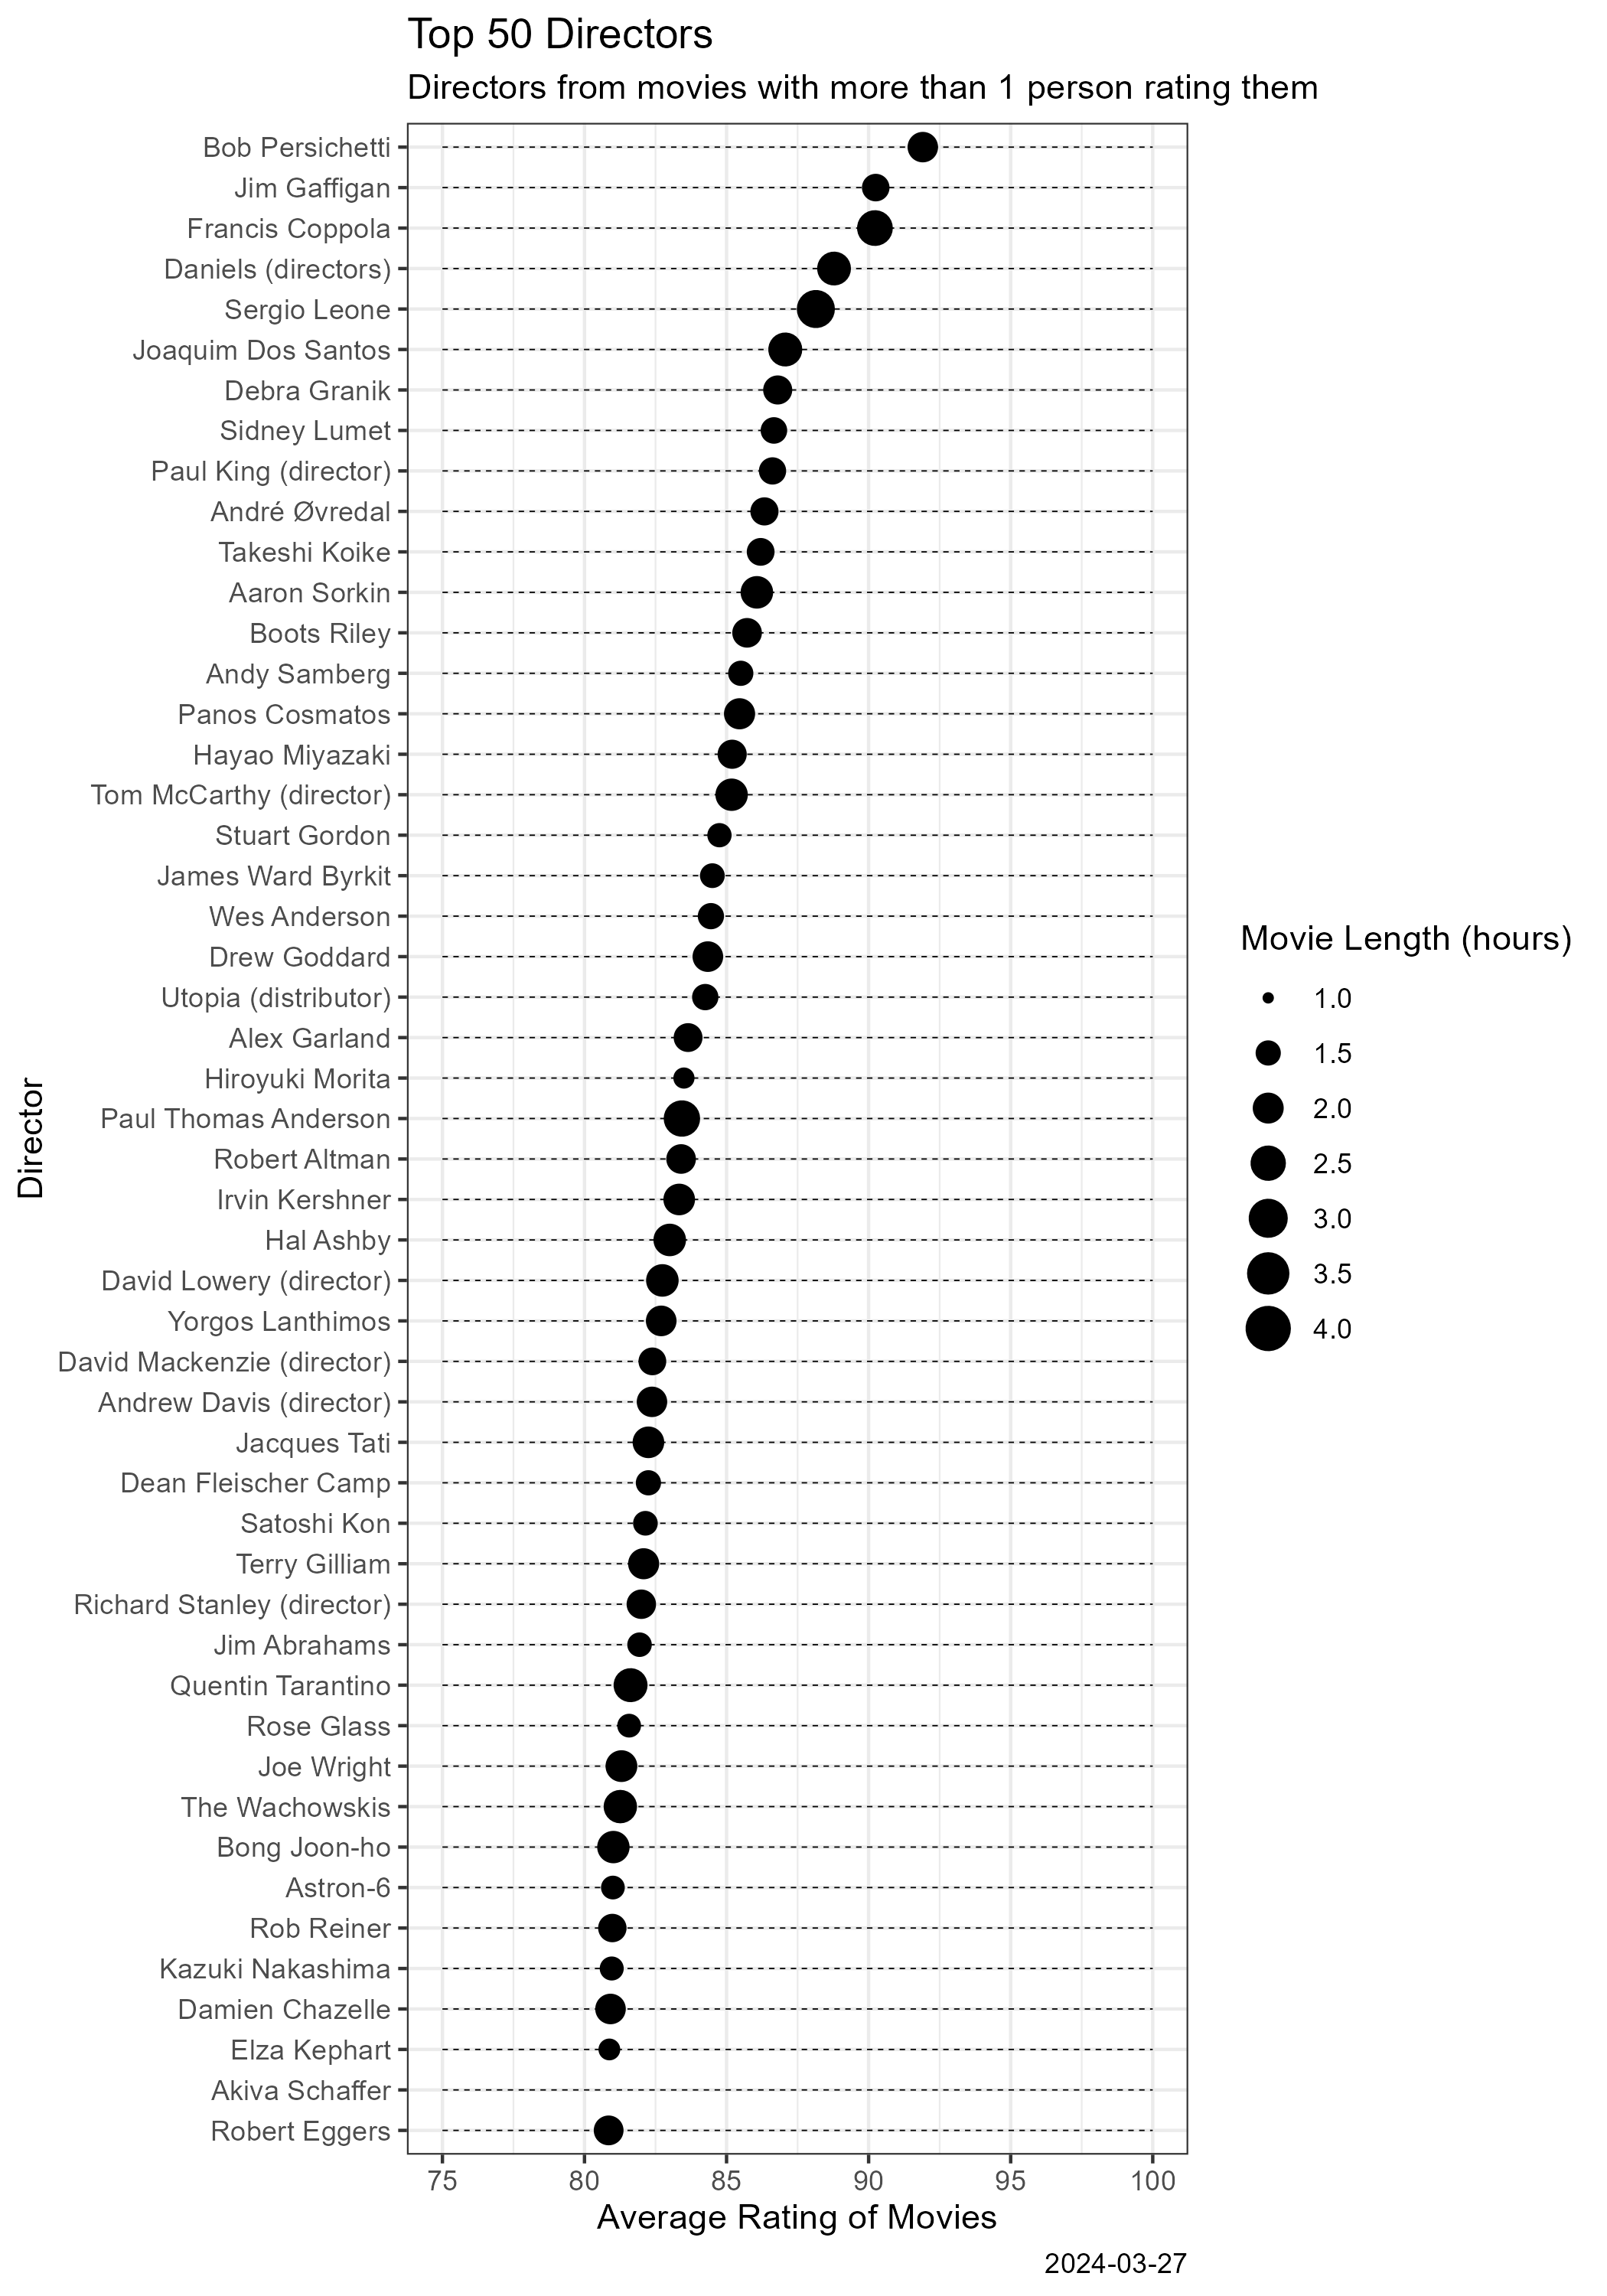 Top 50 Directors
Directors from movies with more than 1 person rating them
Bob Persichetti
Jim Gaffigan
Francis Coppola
Daniels (directors)
Sergio Leone
Joaquim Dos Santos
Debra Granik
Sidney Lumet
Paul King (director)
André Øvredal
Takeshi Koike
Aaron Sorkin
Boots Riley
Andy Samberg
Panos Cosmatos
Hayao Miyazaki
Tom McCarthy (director)
Stuart Gordon
James Ward Byrkit
Wes Anderson
Drew Goddard
Utopia (distributor)
Alex Garland
Hiroyuki Morita
Paul Thomas Anderson
Robert Altman
Irvin Kershner
Hal Ashby
David Lowery (director)
Yorgos Lanthimos
David Mackenzie (director)
Andrew Davis (director)
Jacques Tati
Dean Fleischer Camp
Satoshi Kon
Terry Gilliam
Richard Stanley (director)
Jim Abrahams
Quentin Tarantino
Rose Glass
Joe Wright
The Wachowskis
Bong Joon-ho
Astron-6
Rob Reiner
Kazuki Nakashima
Damien Chazelle
Elza Kephart
Akiva Schaffer
Robert Eggers
Director
75 80 85 90 95 100
Average Rating of Movies
Movie Length (hours)
1.0
1.5
2.0
2.5
3.0
3.5
4.0
2024-03-27